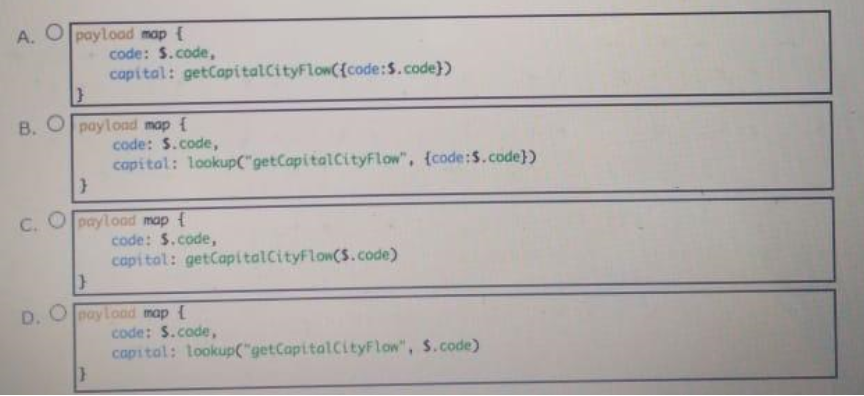 A. payload map {
code: $.code,
capital: getCapitalCityFlow({code:$.code})
}
B. payload map {
code: $.code,
capital: lookup("getCapitalCityFlow", {code:$.code})
}
C. payload map {
code: $.code,
capital: getCapitalCityFlow($.code)
}
D. payload map {
code: $.code,
capital: lookup("getCapitalCityFlow", $.code)
}